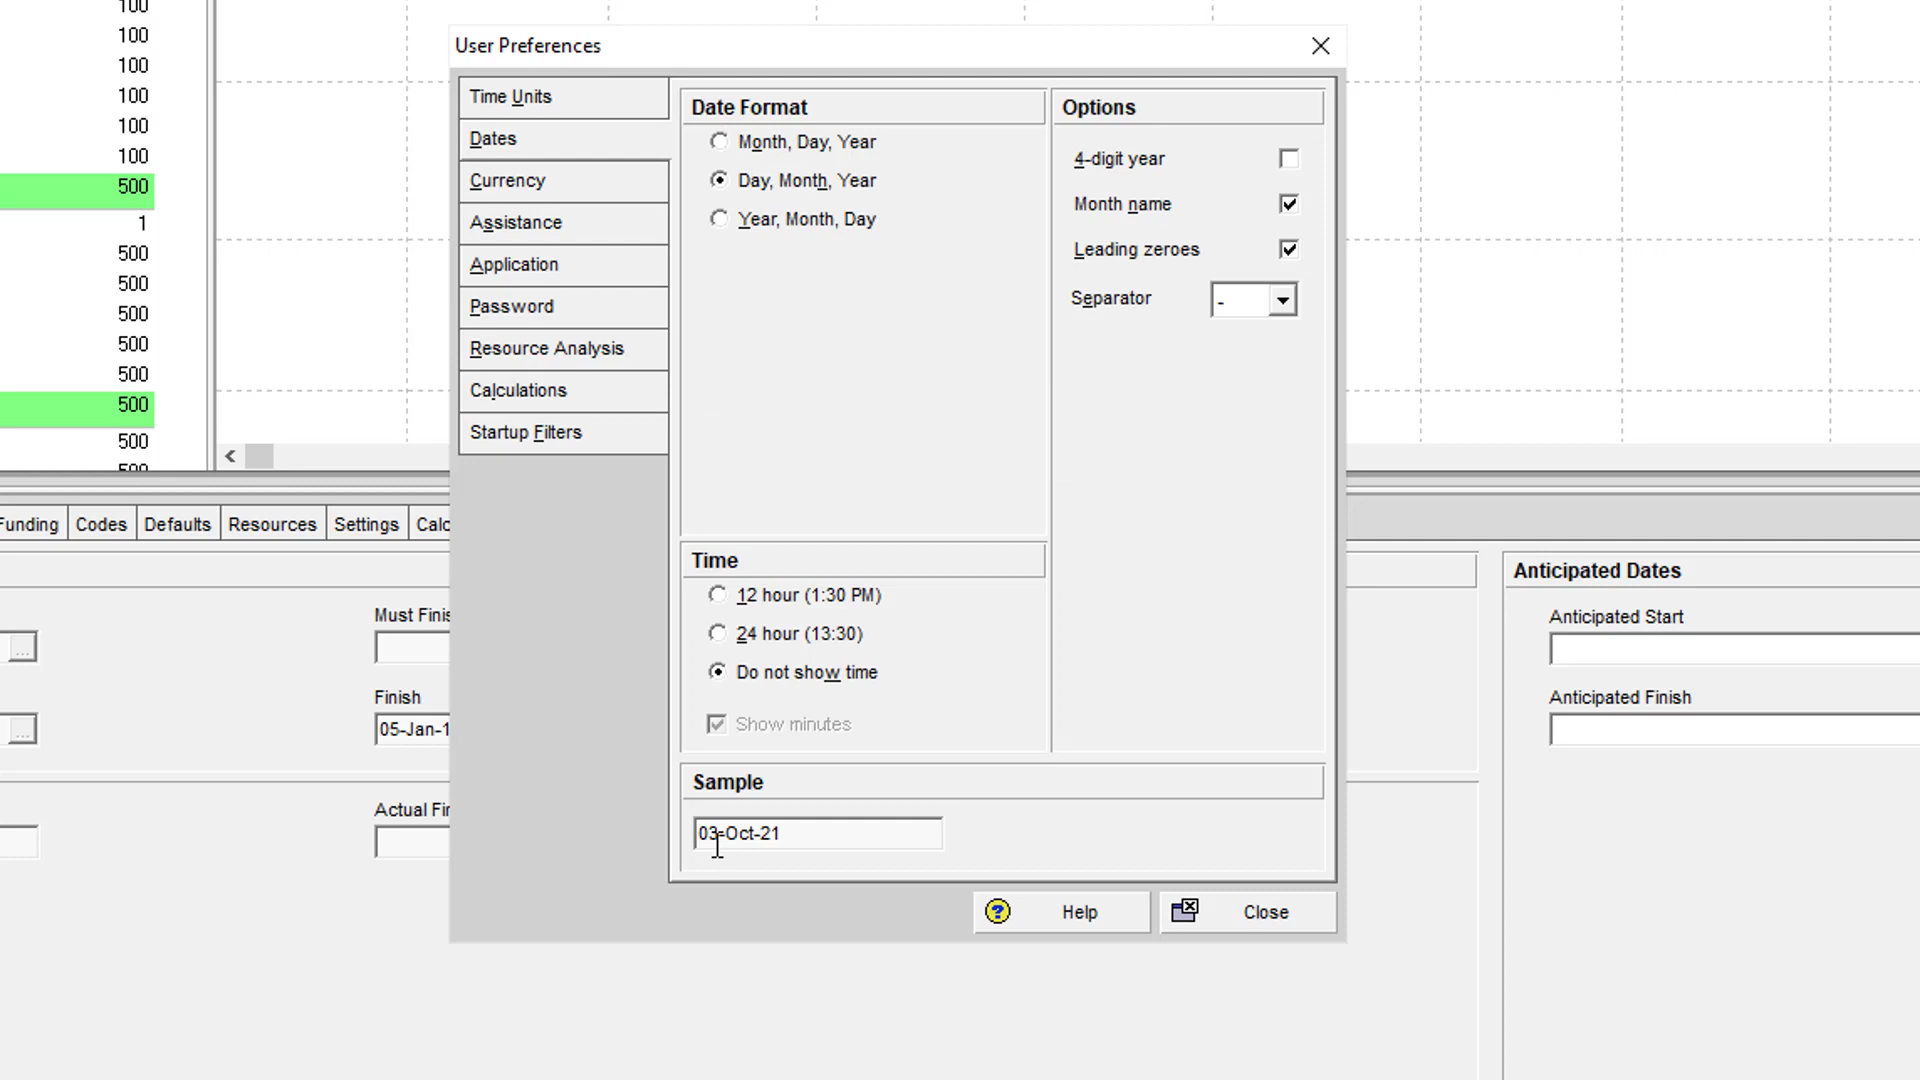 100
100
100
100
100
100
500
1
500
500
500
500
500
500
500
User Preferences
Time Units
Dates
Currency
Assistance
Application
Password
Resource Analysis
Calculations
Startup Filters
Date Format
Month, Day, Year
Day, Month, Year
Year, Month, Day
Options
4-digit year
Month name
Leading zeroes
Separator -
Time
12 hour (1:30 PM)
24 hour (13:30)
Do not show time
Show minutes
Sample
03-Oct-21
Help
Close
Funding Codes Defaults Resources Settings Calc
Must Finis
...
Finish
05-Jan-1
...
Actual Fin
Anticipated Dates
Anticipated Start
Anticipated Finish